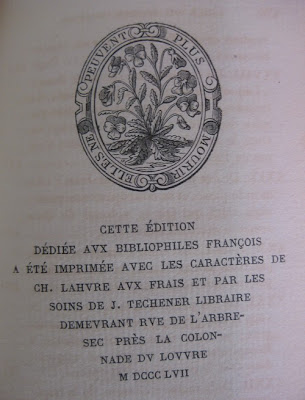 ELLES NE PEUVENT PLUS MOURIR
CETTE ÉDITION
DÉDIÉE AVX BIBLIOPHILES FRANÇOIS
A ÉTÉ IMPRIMÉE AVEC LES CARACTÈRES DE
CH. LAHVRE AVX FRAIS ET PAR LES
SOINS DE J. TECHENER LIBRAIRE
DEMEVRANT RVE DE L'ARBRE-
SEC PRÈS LA COLON-
NADE DV LOVVRE
M DCCC LVII